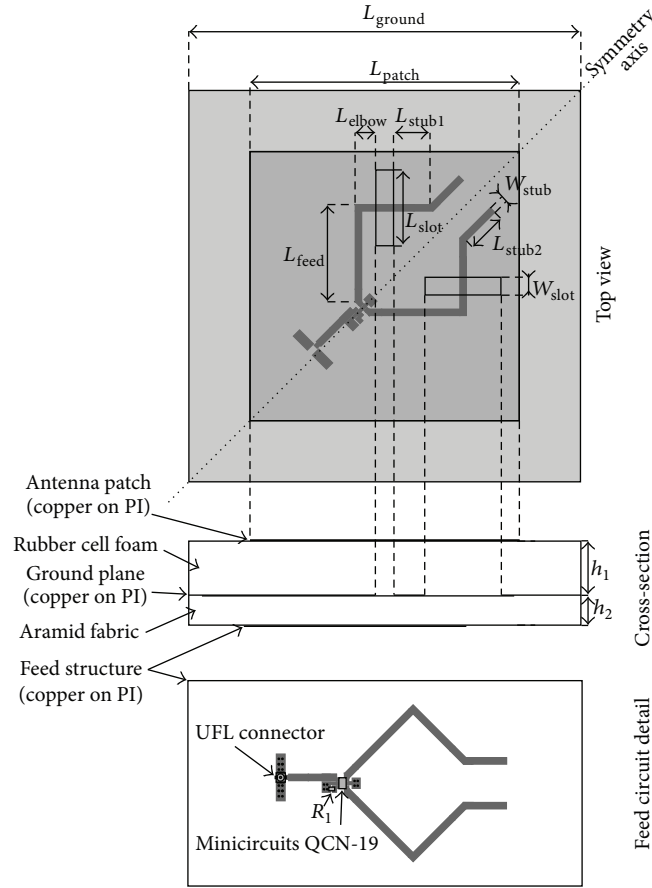 L_ground
Symmetry
axis
L_patch
L_elbow
L_stub1
W_stub
L_slot
L_stub2
L_feed
W_slot
Top view
Antenna patch
(copper on PI)
Rubber cell foam
Ground plane
(copper on PI)
Aramid fabric
Feed structure
(copper on PI)
h_1
h_2
Cross-section
UFL connector
R_1
Minicircuits QCN-19
Feed circuit detail